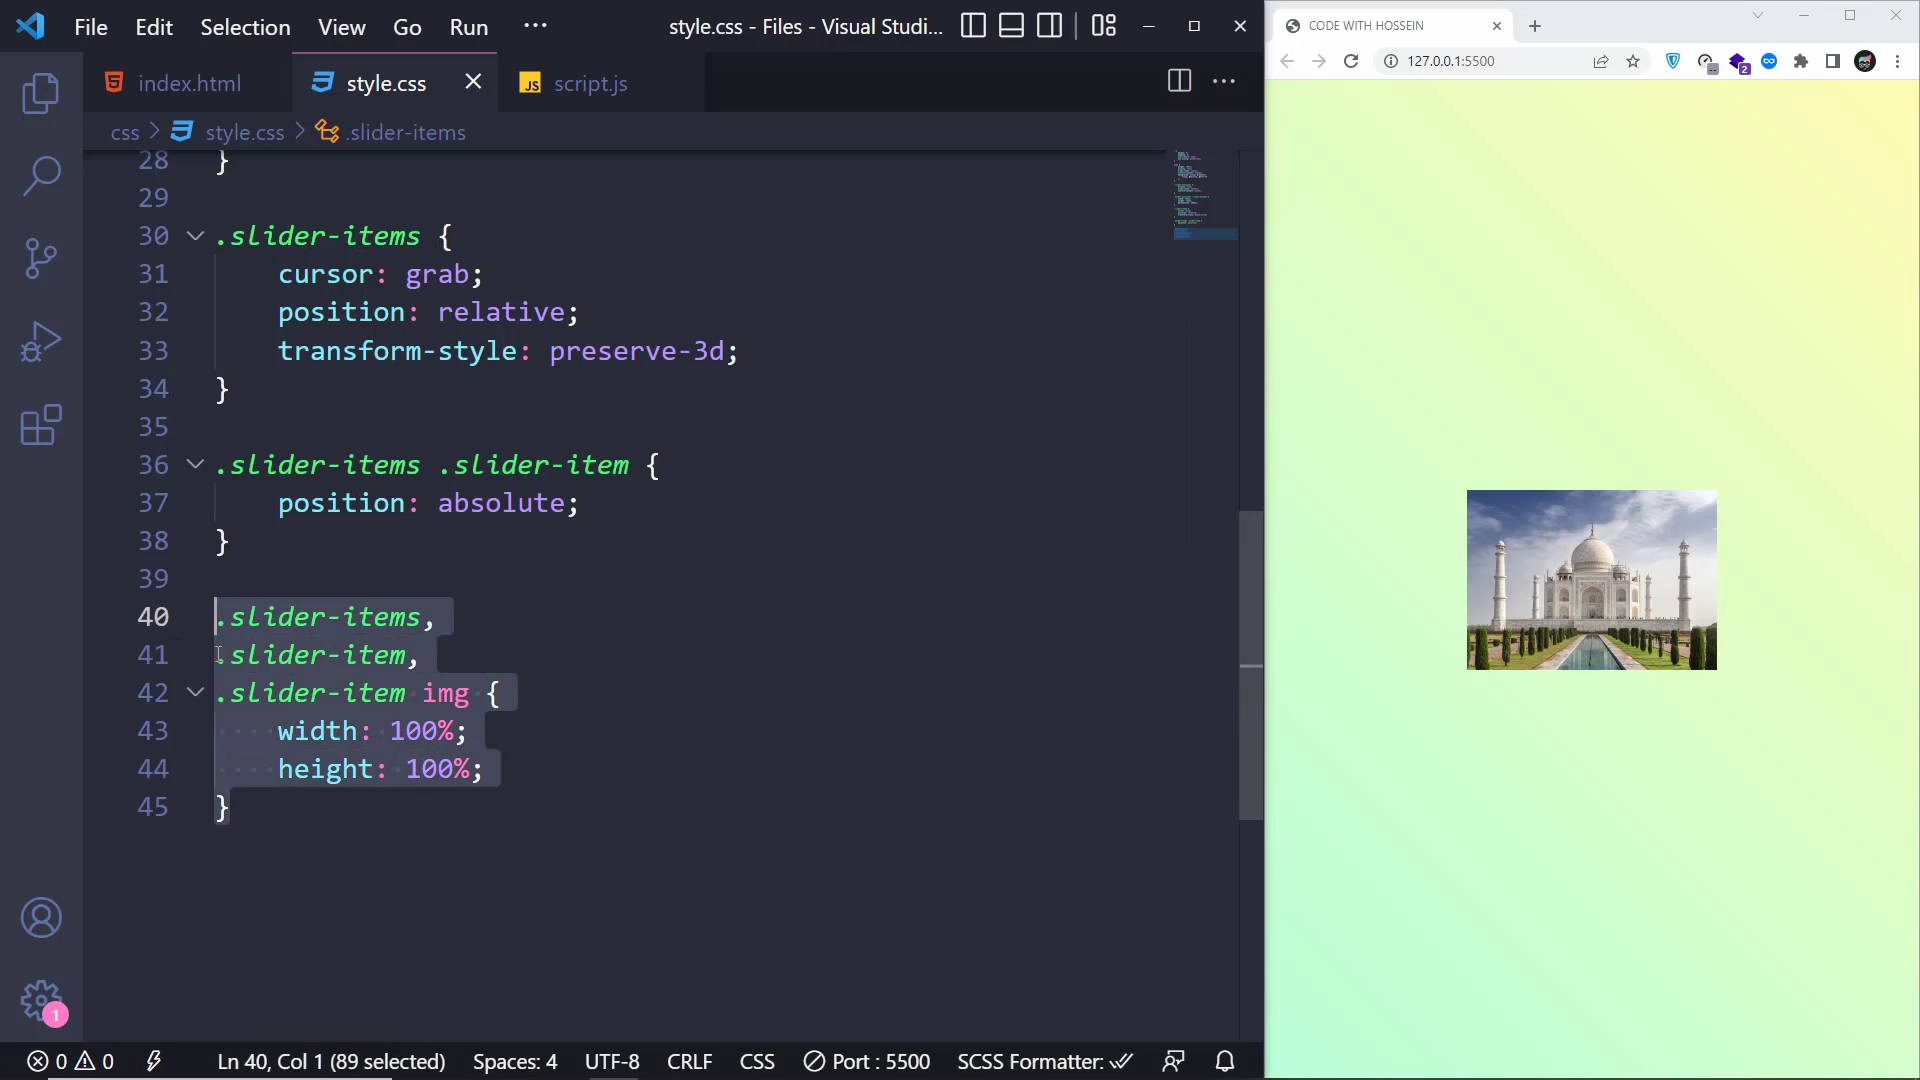 File Edit Selection View Go Run ··· style.css - Files - Visual Studi...
CODE WITH HOSSEIN
127.0.0.1:5500
2
index.html style.css JS script.js
css > style.css > .slider-items
28 }
29
30 .slider-items {
31 cursor: grab;
32 position: relative;
33 transform-style: preserve-3d;
34 }
35
36 .slider-items .slider-item {
37 position: absolute;
38 }
39
40 .slider-items,
41 .slider-item,
42 .slider-item img {
43 width: 100%;
44 height: 100%;
45 }
1
0 0 Ln 40, Col 1 (89 selected) Spaces: 4 UTF-8 CRLF CSS Port : 5500 SCSS Formatter: